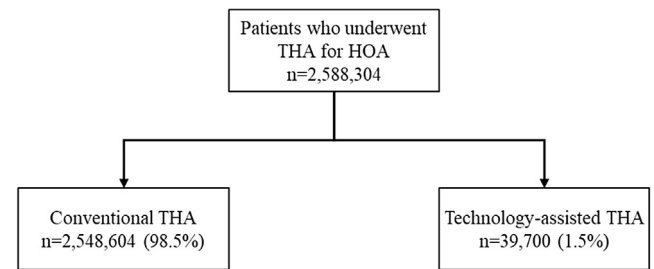 Patients who underwent
THA for HOA
n=2,588,304
Conventional THA
n=2,548,604 (98.5%)
Technology-assisted THA
n=39,700 (1.5%)